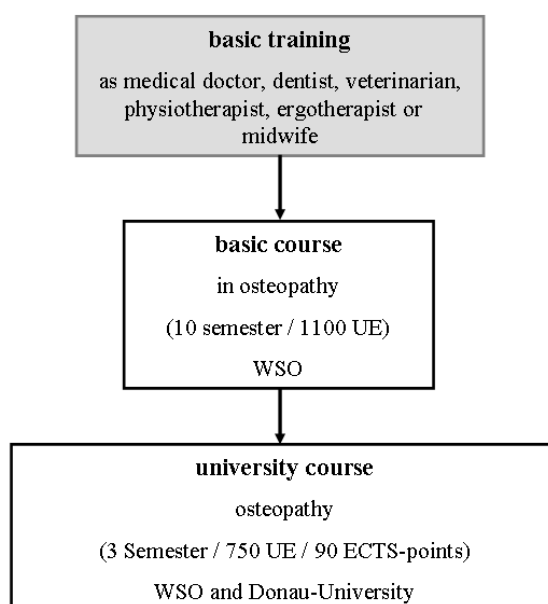 basic training
as medical doctor, dentist, veterinarian,
physiotherapist, ergotherapist or
midwife
basic course
in osteopathy
(10 semester / 1100 UE)
WSO
university course
osteopathy
(3 Semester / 750 UE / 90 ECTS-points)
WSO and Donau-University